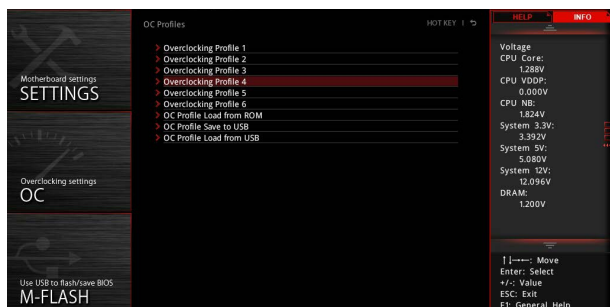 OC Profiles
HOT KEY | ↩
HELP
INFO
Motherboard settings
SETTINGS
Overclocking settings
OC
Use USB to flash/save BIOS
M-FLASH
> Overclocking Profile 1
> Overclocking Profile 2
> Overclocking Profile 3
> Overclocking Profile 4
> Overclocking Profile 5
> Overclocking Profile 6
> OC Profile Load from ROM
> OC Profile Save to USB
> OC Profile Load from USB
Voltage
CPU Core:
1.288V
CPU VDDP:
0.000V
CPU NB:
1.824V
System 3.3V:
3.392V
System 5V:
5.080V
System 12V:
12.096V
DRAM:
1.200V
↑↓→←: Move
Enter: Select
+/-: Value
ESC: Exit
F1: General Help